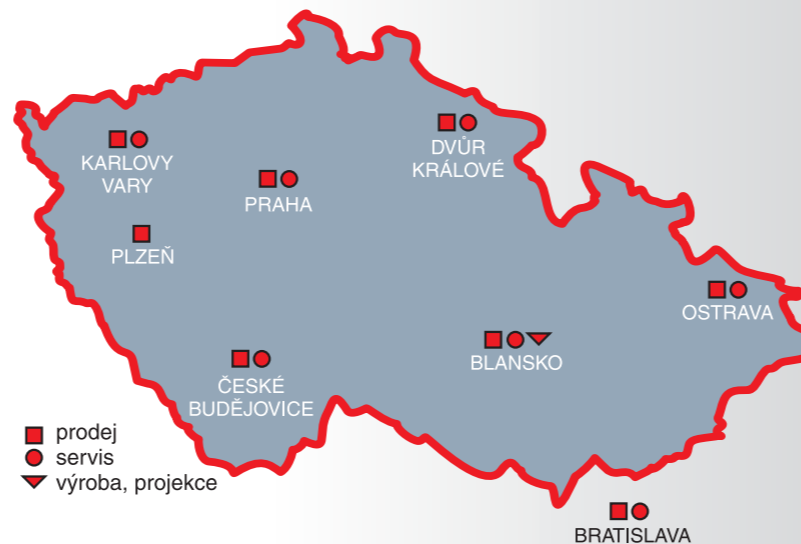 KARLOVY
VARY
DVŮR
KRÁLOVÉ
PRAHA
PLZEŇ
OSTRAVA
BLANSKO
ČESKÉ
BUDĚJOVICE
prodej
servis
výroba, projekce
BRATISLAVA